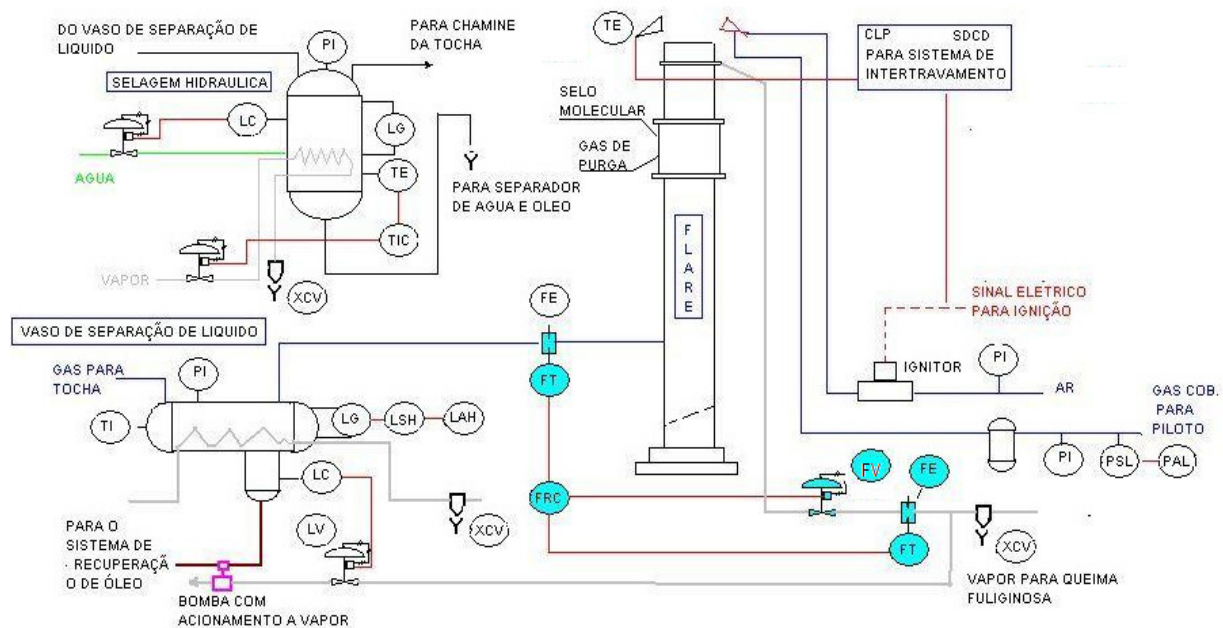 DO VASO DE SEPARAÇÃO DE
LIQUIDO
PI
PARA CHAMINE
DA TOCHA
SELAGEM HIDRAULICA
LC
LG
AGUA
TE
PARA SEPARADOR
DE AGUA E OLEO
TIC
VAPOR
XCV
TE
CLP SDCD
PARA SISTEMA DE
INTERTRAVAMENTO
SELO
MOLECULAR
GAS DE
PURGA
FLARE
SINAL ELETRICO
PARA IGNIÇÃO
IGNITOR
PI
AR
GAS COB.
PARA
PILOTO
PI
PSL
PAL
VASO DE SEPARAÇÃO DE LIQUIDO
GAS PARA
TOCHA
PI
TI
LG
LSH
LAH
LC
FE
FT
FRC
FV
FE
FT
XCV
VAPOR PARA QUEIMA
FULIGINOSA
PARA O
SISTEMA DE
. RECUPERAÇÃ
O DE ÓLEO
LV
XCV
BOMBA COM
ACIONAMENTO A VAPOR